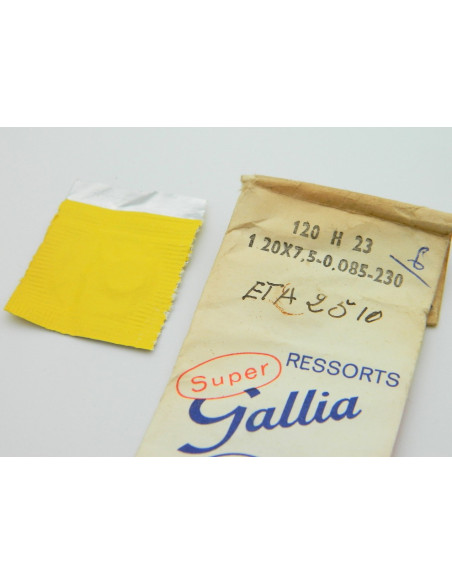 120 H 23
1 20X7,5-0.085-230
6
ETA 2510
RESSORTS
Super
Gallia